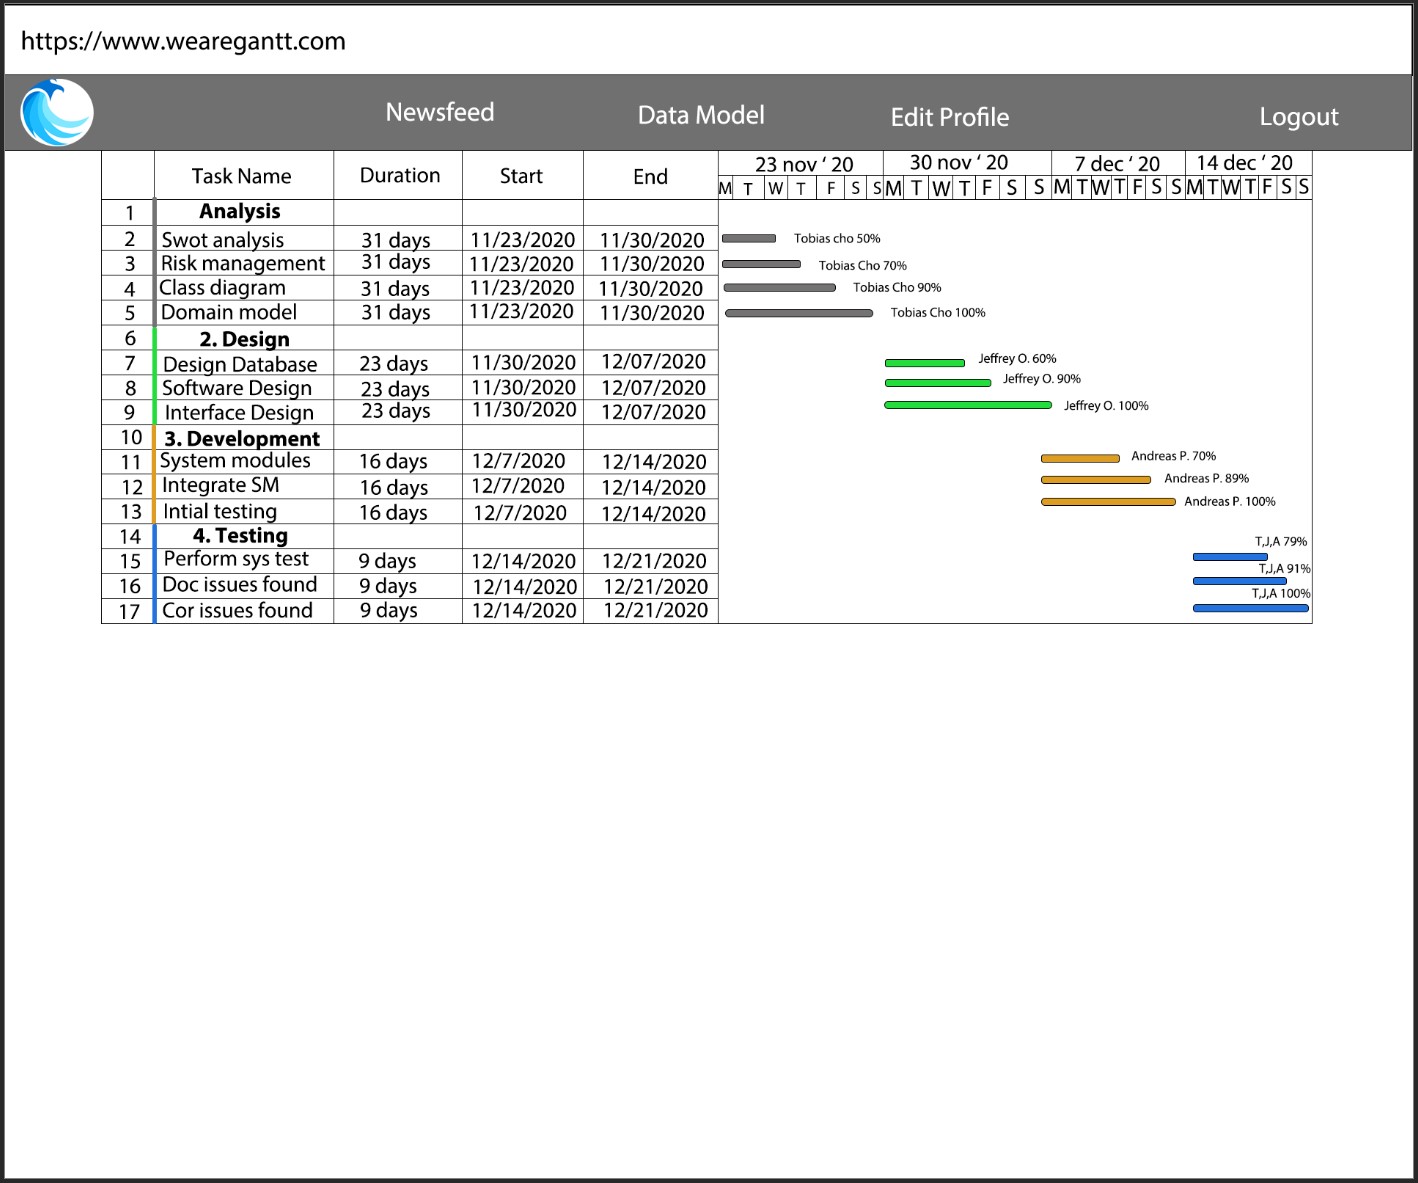 https://www.wearegantt.com
Newsfeed Data Model Edit Profile Logout
Task Name Duration Start End 23 nov ‘ 20 30 nov ‘ 20 7 dec ‘ 20 14 dec ‘ 20
M T W T F S S M T W T F S S M T W T F S S M T W T F S S
1 Analysis
2 Swot analysis 31 days 11/23/2020 11/30/2020 Tobias cho 50%
3 Risk management 31 days 11/23/2020 11/30/2020 Tobias Cho 70%
4 Class diagram 31 days 11/23/2020 11/30/2020 Tobias Cho 90%
5 Domain model 31 days 11/23/2020 11/30/2020 Tobias Cho 100%
6 2. Design
7 Design Database 23 days 11/30/2020 12/07/2020 Jeffrey O. 60%
8 Software Design 23 days 11/30/2020 12/07/2020 Jeffrey O. 90%
9 Interface Design 23 days 11/30/2020 12/07/2020 Jeffrey O. 100%
10 3. Development
11 System modules 16 days 12/7/2020 12/14/2020 Andreas P. 70%
12 Integrate SM 16 days 12/7/2020 12/14/2020 Andreas P. 89%
13 Intial testing 16 days 12/7/2020 12/14/2020 Andreas P. 100%
14 4. Testing
15 Perform sys test 9 days 12/14/2020 12/21/2020 T,J,A 79%
16 Doc issues found 9 days 12/14/2020 12/21/2020 T,J,A 91%
17 Cor issues found 9 days 12/14/2020 12/21/2020 T,J,A 100%